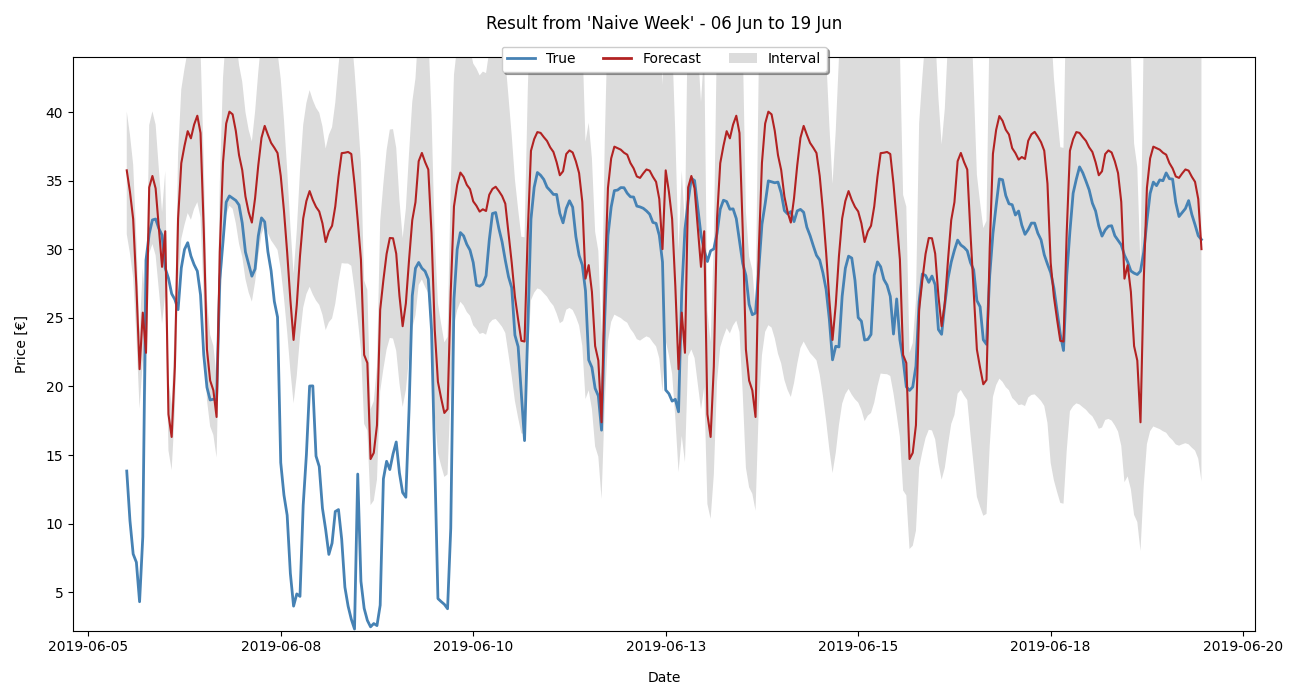 Result from 'Naive Week' - 06 Jun to 19 Jun
True Forecast Interval
40
35
30
25
20
15
10
5
Price [€]
2019-06-05 2019-06-08 2019-06-10 2019-06-13 2019-06-15 2019-06-18 2019-06-20
Date